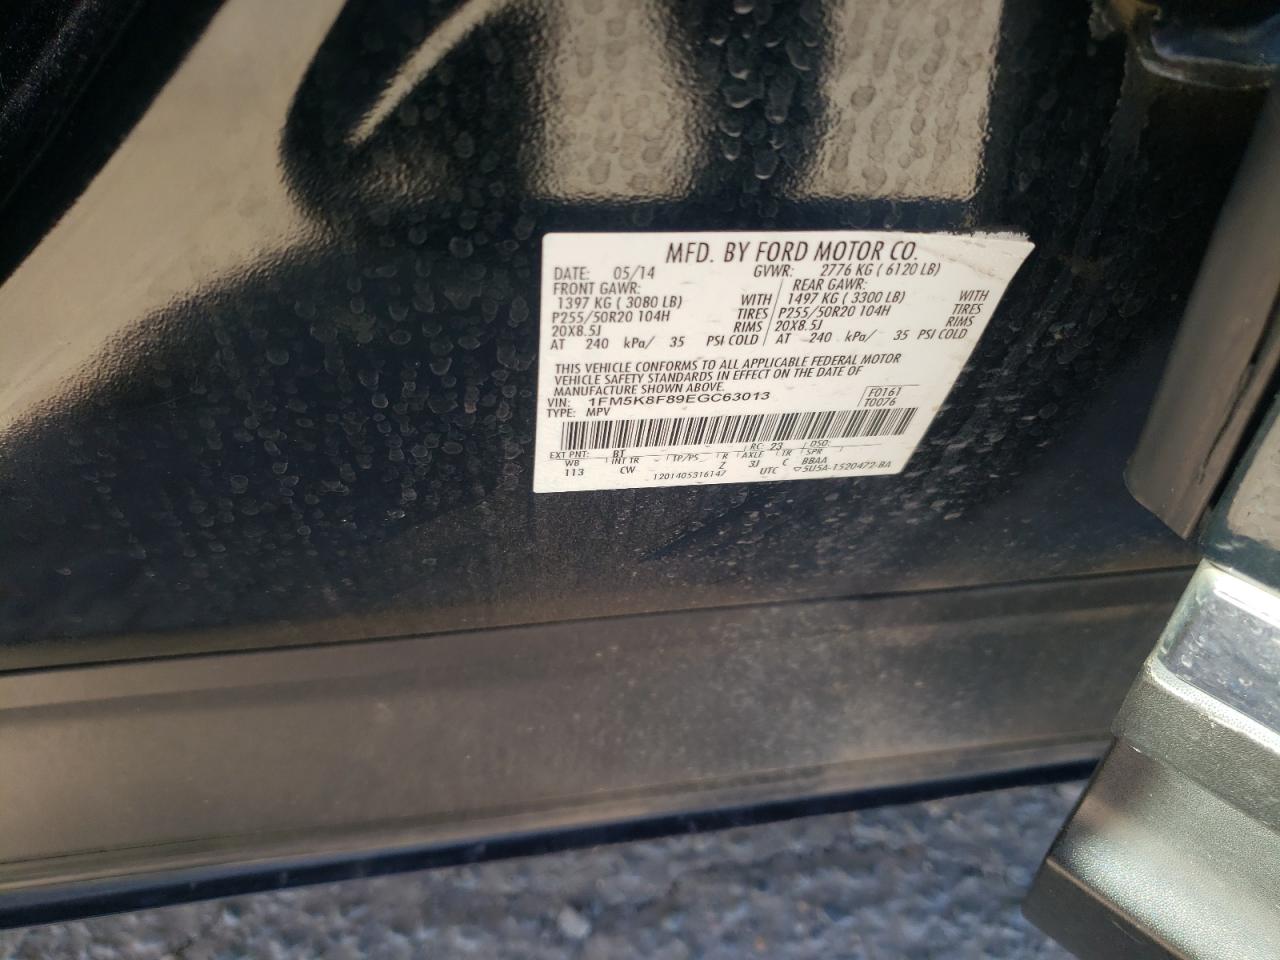 MFD. BY FORD MOTOR CO.
DATE: 05/14 GVWR: 2776 KG ( 6120 LB)
FRONT GAWR: REAR GAWR:
1397 KG ( 3080 LB) WITH 1497 KG ( 3300 LB) WITH
P255/50R20 104H TIRES P255/50R20 104H TIRES
20X8.5J RIMS 20X8.5J RIMS
AT 240 kPa/ 35 PSI COLD AT 240 kPa/ 35 PSI COLD
THIS VEHICLE CONFORMS TO ALL APPLICABLE FEDERAL MOTOR
VEHICLE SAFETY STANDARDS IN EFFECT ON THE DATE OF
MANUFACTURE SHOWN ABOVE.
VIN: 1FM5K8F89EGC63013 F0161
TYPE: MPV T0076
EXT PNT: BT RC: 23 DSO:
WB INT TR TP/PS R AXLE TR SPR
113 CW Z 3J C BBAA
1201405316147 UTC 5U5A-1520472-BA